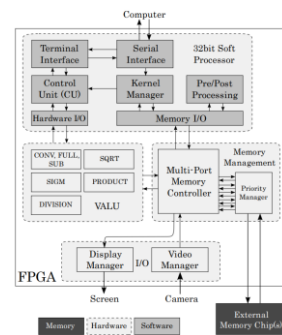 Computer
Terminal
Interface
Serial
Interface
32bit Soft
Processor
Control
Unit (CU)
Kernel
Manager
Pre/Post
Processing
Hardware I/O
Memory I/O
CONV, FULL,
SUB
SQRT
SIGM
PRODUCT
DIVISION
VALU
Memory
Management
Multi-Port
Memory
Controller
Priority
Manager
Display
Manager
I/O
Video
Manager
FPGA
Screen
Camera
External
Memory Chip(s)
Memory
Hardware
Software